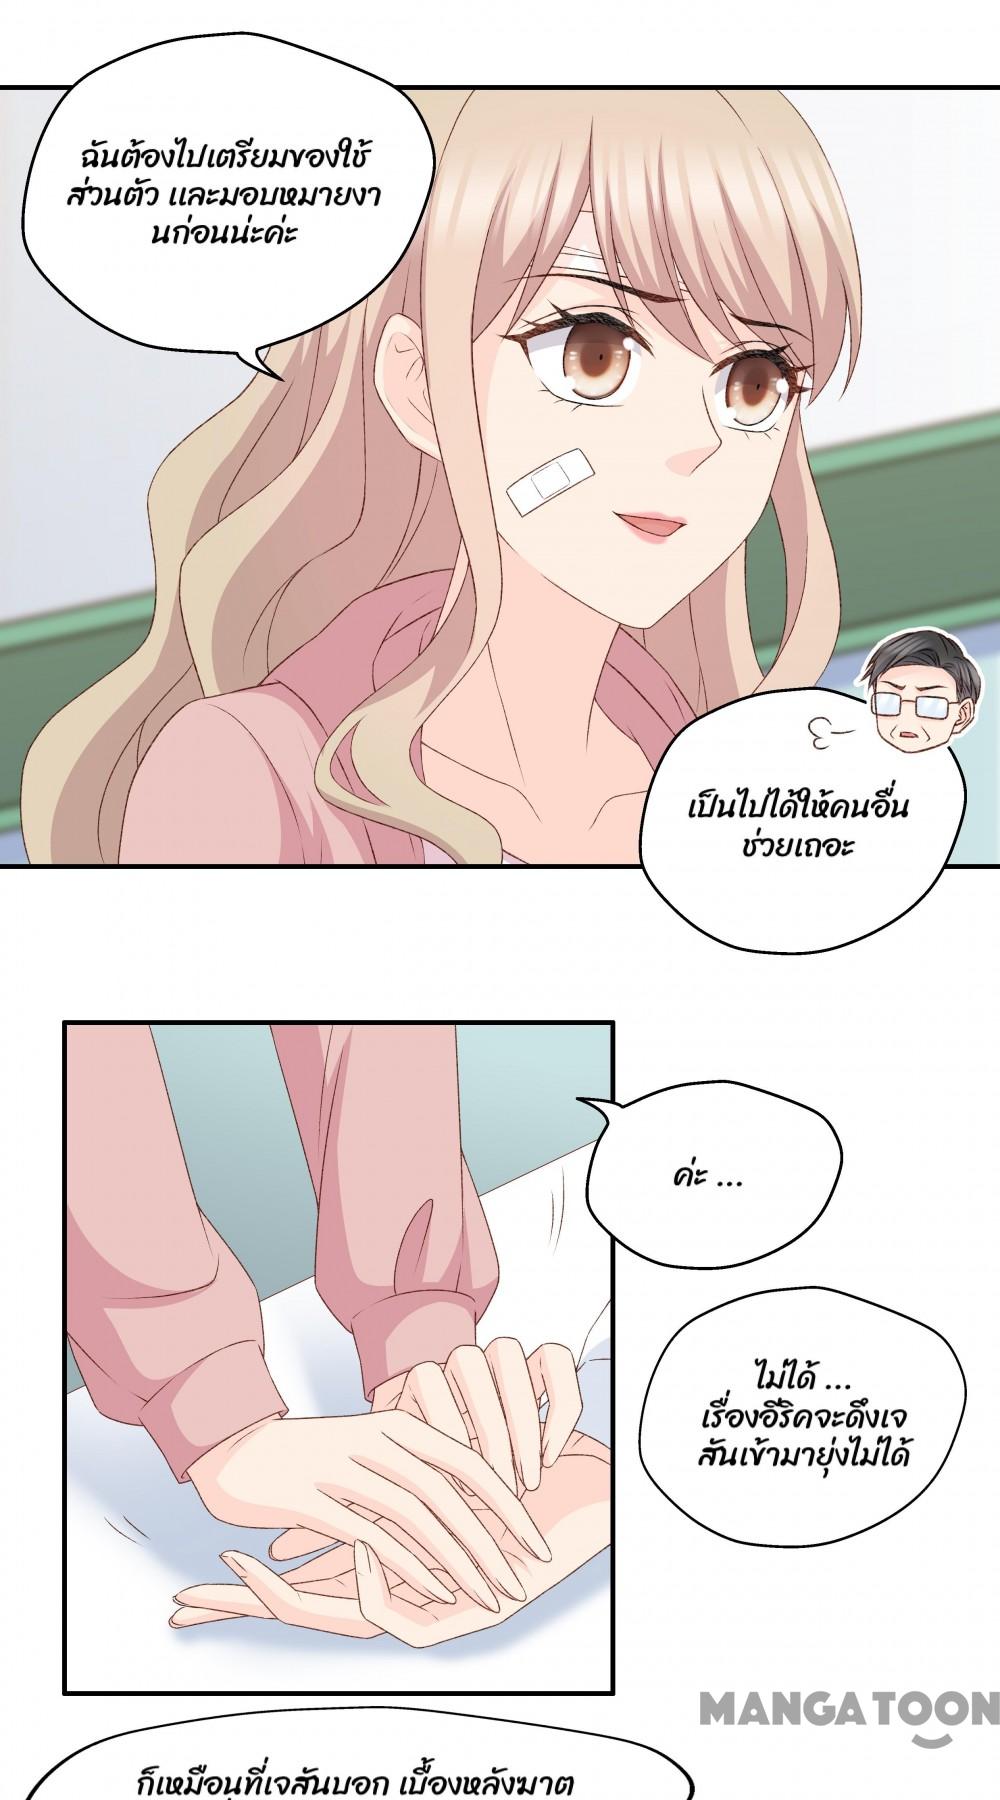 ฉันต้องไปเตรียมของใช้
ส่วนตัว และมอบหมายงา
นก่อนน่ะค่ะ
เป็นไปได้ให้คนอื่น
ช่วยเถอะ
ค่ะ ...
ไม่ได้ ...
เรื่องอีริคจะดึงเจ
สันเข้ามายุ่งไม่ได้
MANGATOON
ก็เหมือนที่เจสันบอก เบื้องหลังฆาต